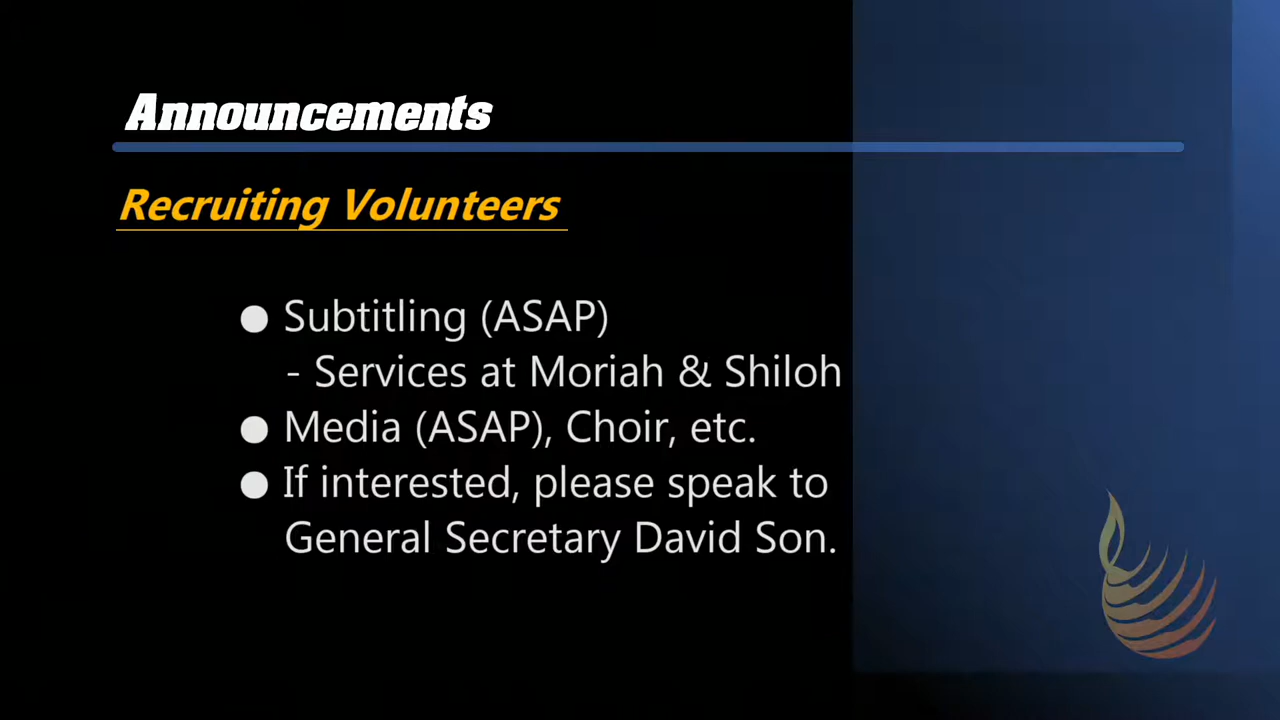 Announcements
Recruiting Volunteers
● Subtitling (ASAP)
- Services at Moriah & Shiloh
● Media (ASAP), Choir, etc.
● If interested, please speak to
General Secretary David Son.